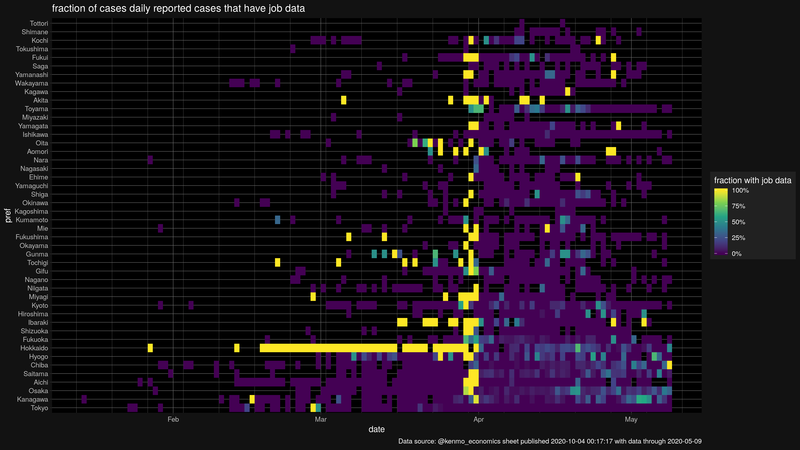 fraction of cases daily reported cases that have job data
Tottori
Shimane
Kochi
Tokushima
Fukui
Saga
Yamanashi
Wakayama
Kagawa
Akita
Toyama
Miyazaki
Yamagata
Ishikawa
Oita
Aomori
Nara
Nagasaki
Ehime
Yamaguchi
Shiga
Okinawa
Kagoshima
Kumamoto
Mie
Fukushima
Okayama
Gunma
Tochigi
Gifu
Nagano
Niigata
Miyagi
Kyoto
Hiroshima
Ibaraki
Shizuoka
Fukuoka
Hokkaido
Hyogo
Chiba
Saitama
Aichi
Osaka
Kanagawa
Tokyo
pref
Feb
Mar
Apr
May
date
fraction with job data
100%
75%
50%
25%
0%
Data source: @kenmo_economics sheet published 2020-10-04 00:17:17 with data through 2020-05-09